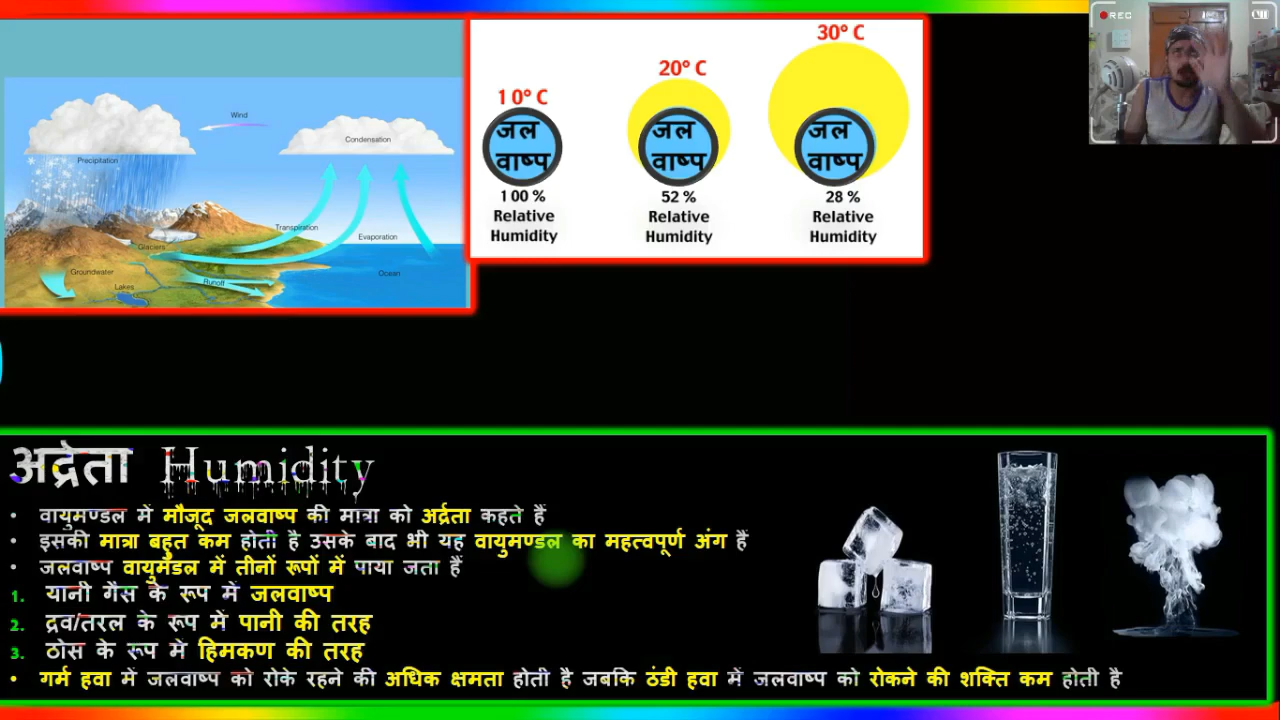 REC
Wind
Condensation
Precipitation
Transpiration
Evaporation
Glaciers
Groundwater
Ocean
Runoff
Lakes
10° C
20° C
30° C
जल
वाष्प
जल
वाष्प
जल
वाष्प
100 %
Relative
Humidity
52 %
Relative
Humidity
28 %
Relative
Humidity
अद्रेता Humidity
• वायुमण्डल में मौजूद जलवाष्प की मात्रा को अर्द्रता कहते हैं
• इसकी मात्रा बहुत कम होती है उसके बाद भी यह वायुमण्डल का महत्वपूर्ण अंग हैं
• जलवाष्प वायुमंडल में तीनों रूपों में पाया जता हैं
1. यानी गैस के रूप में जलवाष्प
2. द्रव/तरल के रूप में पानी की तरह
3. ठोस के रूप में हिमकण की तरह
• गर्म हवा में जलवाष्प को रोके रहने की अधिक क्षमता होती है जबकि ठंडी हवा में जलवाष्प को रोकने की शक्ति कम होती है